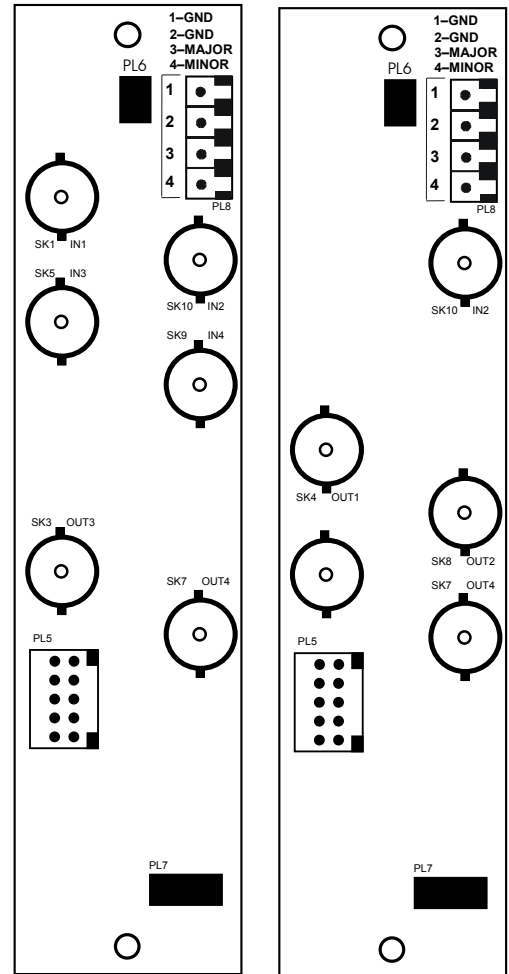 1–GND
2–GND
3–MAJOR
4–MINOR
PL6
1
2
3
4
PL8
SK1 IN1
SK5 IN3
SK10 IN2
SK9 IN4
SK3 OUT3
SK7 OUT4
PL5
PL7
1–GND
2–GND
3–MAJOR
4–MINOR
PL6
1
2
3
4
PL8
SK10 IN2
SK4 OUT1
SK8 OUT2
SK7 OUT4
PL5
PL7